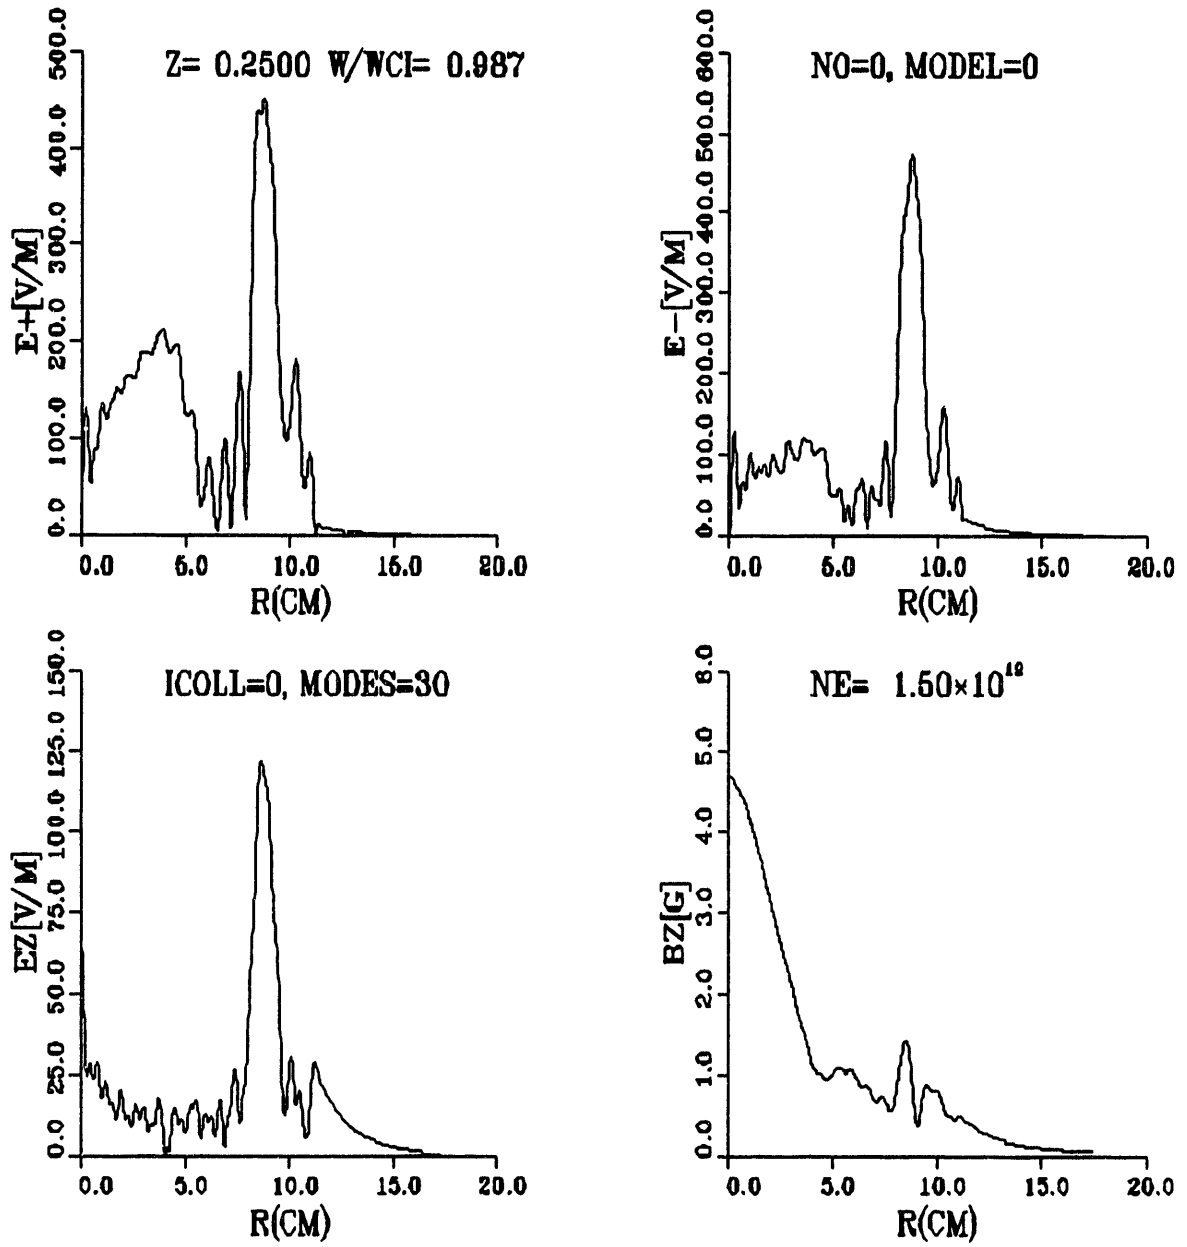 Z= 0.2500 W/WCI= 0.987
E+[V/M]
500.0
400.0
300.0
200.0
100.0
0.0
0.0 5.0 10.0 15.0 20.0
R(CM)
NO=0, MODEL=0
E-[V/M]
600.0
500.0
400.0
300.0
200.0
100.0
0.0
0.0 5.0 10.0 15.0 20.0
R(CM)
ICOLL=0, MODES=30
EZ[V/M]
150.0
125.0
100.0
75.0
50.0
25.0
0.0
0.0 5.0 10.0 15.0 20.0
R(CM)
NE= 1.50×10¹²
BZ[G]
6.0
5.0
4.0
3.0
2.0
1.0
0.0
0.0 5.0 10.0 15.0 20.0
R(CM)